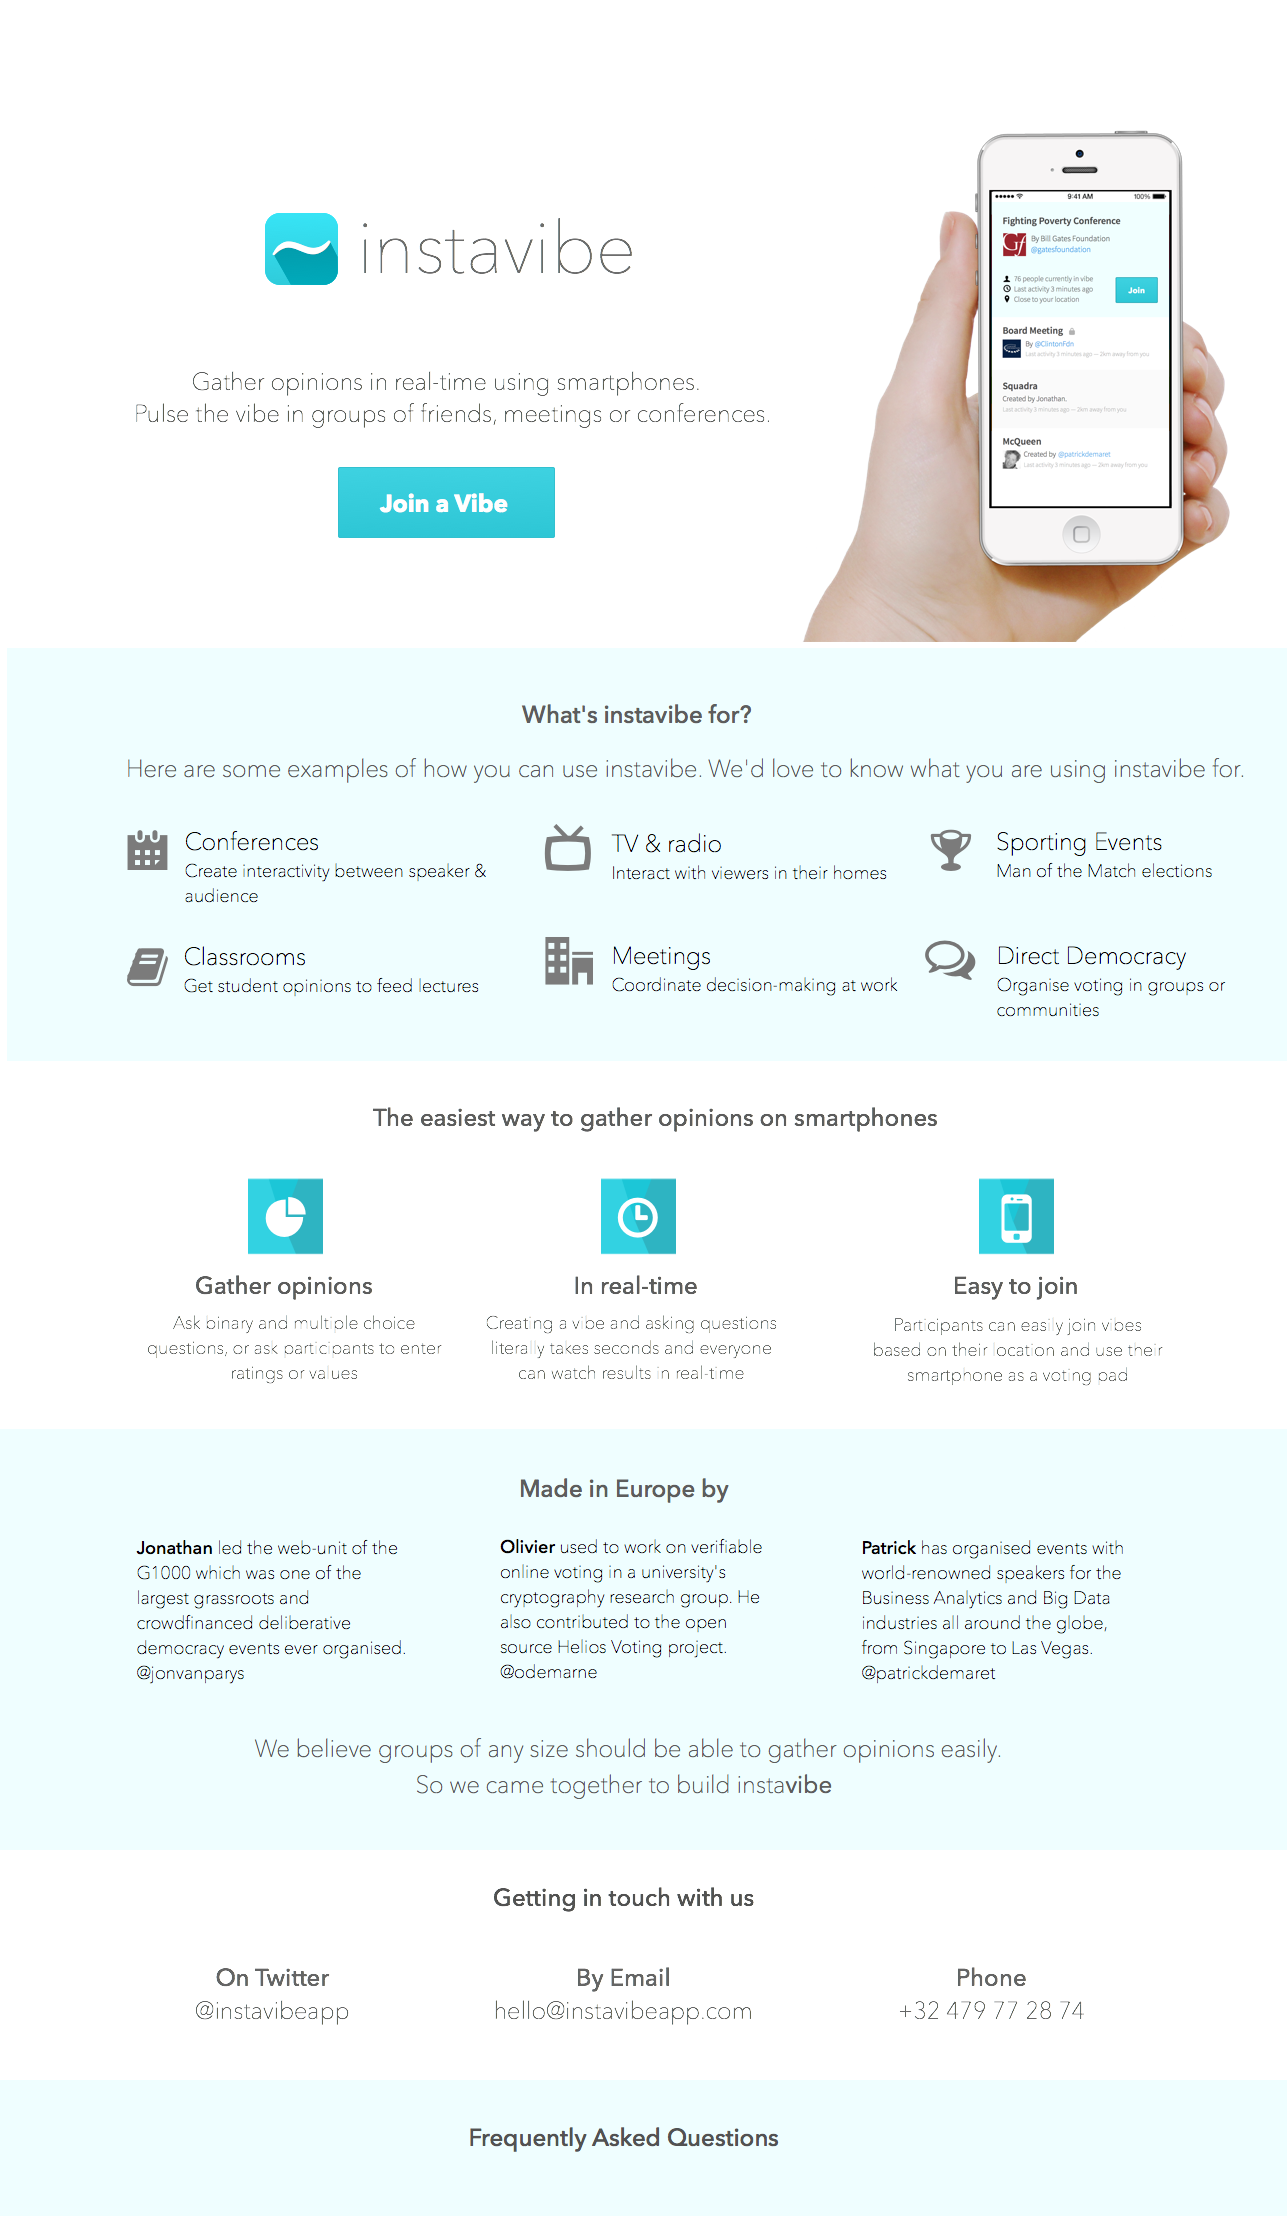 instavibe
Gather opinions in real-time using smartphones.
Pulse the vibe in groups of friends, meetings or conferences.
Join a Vibe
9:41 AM
100%
Fighting Poverty Conference
Gf
By Bill Gates Foundation
@gatesfoundation
76 people currently in vibe
Last activity 3 minutes ago
Close to your location
Join
Board Meeting
By @ClintonFdn
Last activity 3 minutes ago — 2km away from you
Squadra
Created by Jonathan.
Last activity 3 minutes ago — 2km away from you
McQueen
Created by @patrickdemaret
Last activity 3 minutes ago — 2km away from you
What's instavibe for?
Here are some examples of how you can use instavibe. We'd love to know what you are using instavibe for.
Conferences
Create interactivity between speaker &
audience
TV & radio
Interact with viewers in their homes
Sporting Events
Man of the Match elections
Classrooms
Get student opinions to feed lectures
Meetings
Coordinate decision-making at work
Direct Democracy
Organise voting in groups or
communities
The easiest way to gather opinions on smartphones
Gather opinions
Ask binary and multiple choice
questions, or ask participants to enter
ratings or values
In real-time
Creating a vibe and asking questions
literally takes seconds and everyone
can watch results in real-time
Easy to join
Participants can easily join vibes
based on their location and use their
smartphone as a voting pad
Made in Europe by
Jonathan led the web-unit of the
G1000 which was one of the
largest grassroots and
crowdfinanced deliberative
democracy events ever organised.
@jonvanparys
Olivier used to work on verifiable
online voting in a university's
cryptography research group. He
also contributed to the open
source Helios Voting project.
@odemarne
Patrick has organised events with
world-renowned speakers for the
Business Analytics and Big Data
industries all around the globe,
from Singapore to Las Vegas.
@patrickdemaret
We believe groups of any size should be able to gather opinions easily.
So we came together to build instavibe
Getting in touch with us
On Twitter
@instavibeapp
By Email
hello@instavibeapp.com
Phone
+32 479 77 28 74
Frequently Asked Questions